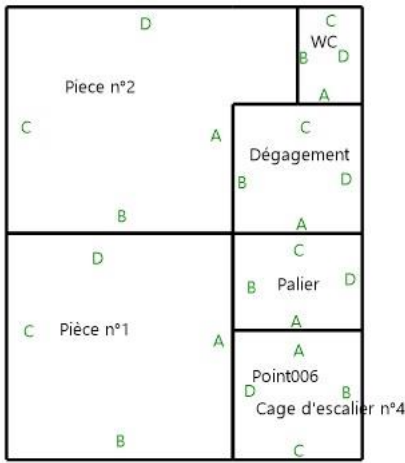 D
C
WC
B D
Piece n°2
A
C
A
C
Dégagement
B D
B
A
D
C
B Palier D
C Pièce n°1
A
A
A
Point006
D B
Cage d'escalier n°4
B
C